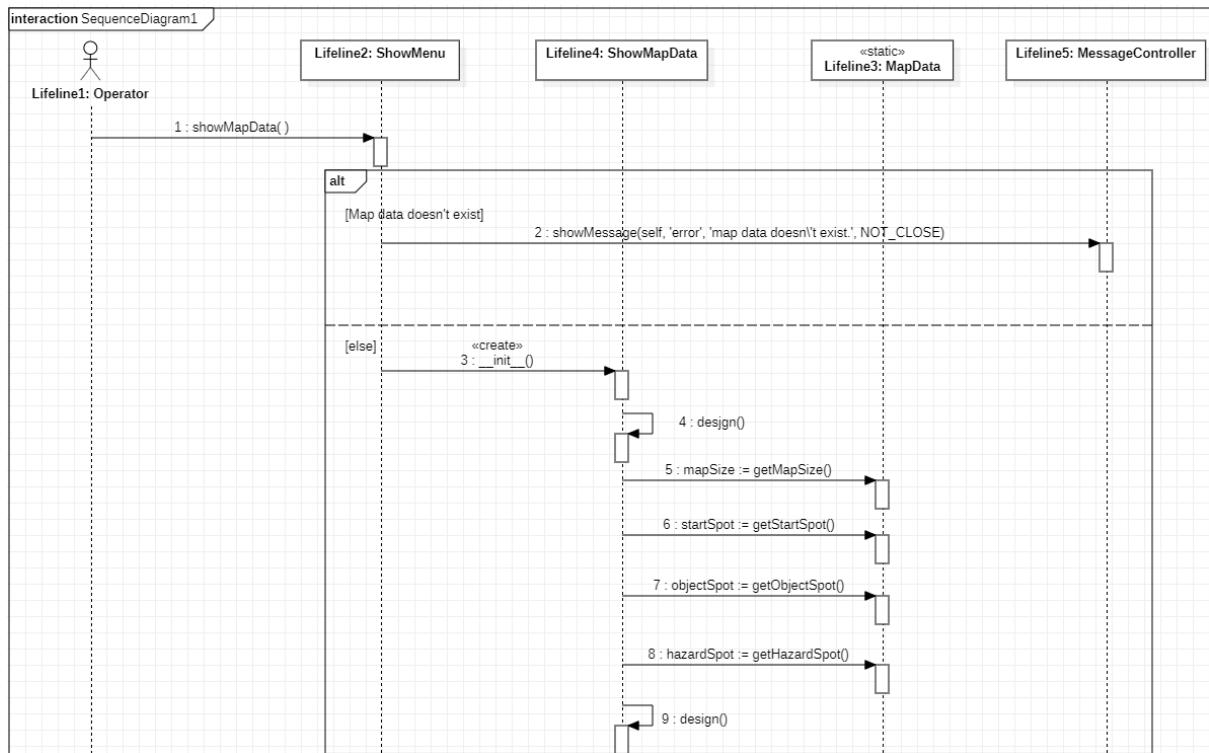 interaction SequenceDiagram1
Lifeline1: Operator
Lifeline2: ShowMenu
Lifeline4: ShowMapData
«static»
Lifeline3: MapData
Lifeline5: MessageController
1 : showMapData( )
alt
[Map data doesn't exist]
2 : showMessage(self, 'error', 'map data doesn\'t exist.', NOT_CLOSE)
[else]
«create»
3 : __init__()
4 : desjgn()
5 : mapSize := getMapSize()
6 : startSpot := getStartSpot()
7 : objectSpot := getObjectSpot()
8 : hazardSpot := getHazardSpot()
9 : design()